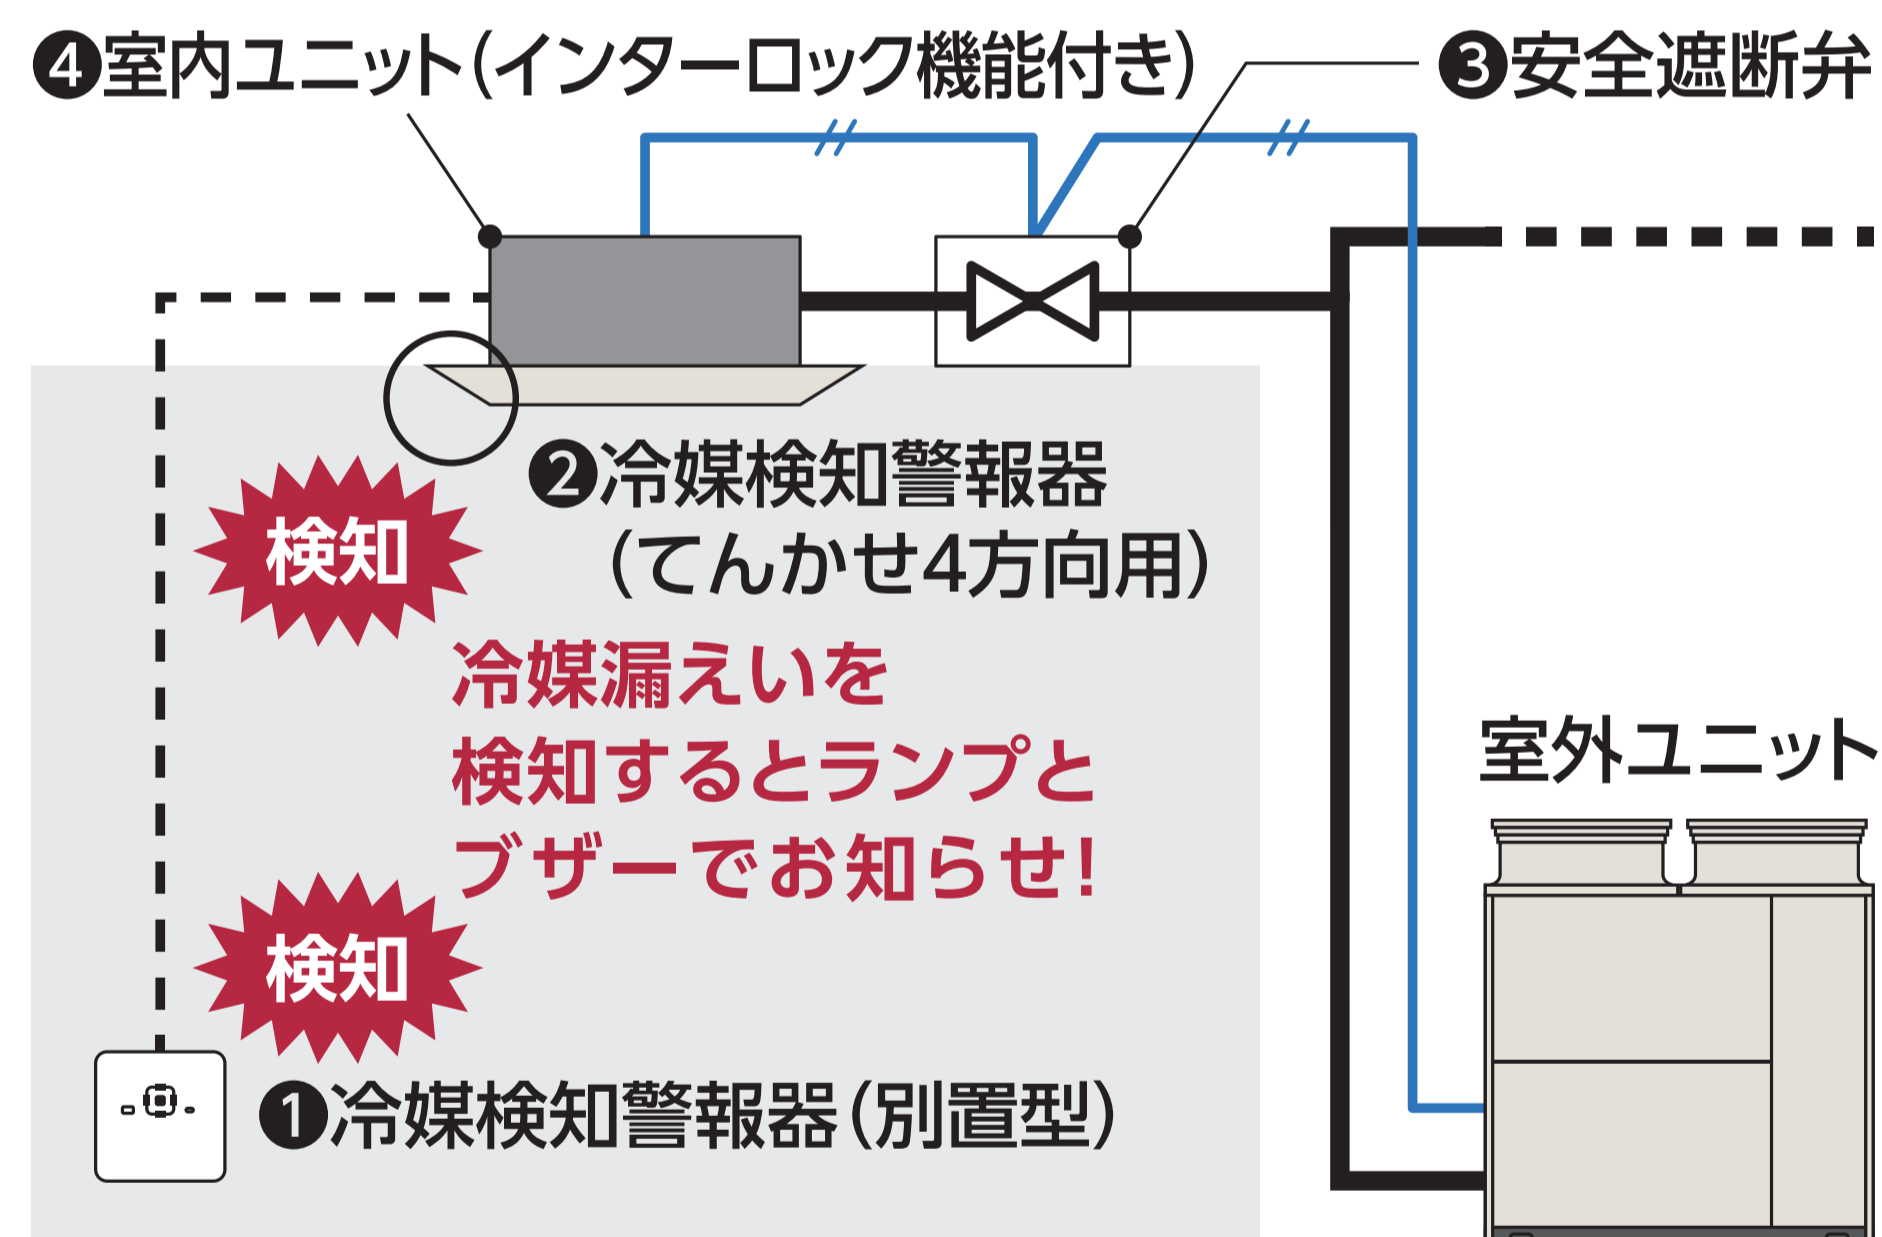 ❹室内ユニット(インターロック機能付き)
❸安全遮断弁
❷冷媒検知警報器
(てんかせ4方向用)
検知
冷媒漏えいを
検知するとランプと
ブザーでお知らせ!
室外ユニット
検知
❶冷媒検知警報器(別置型)